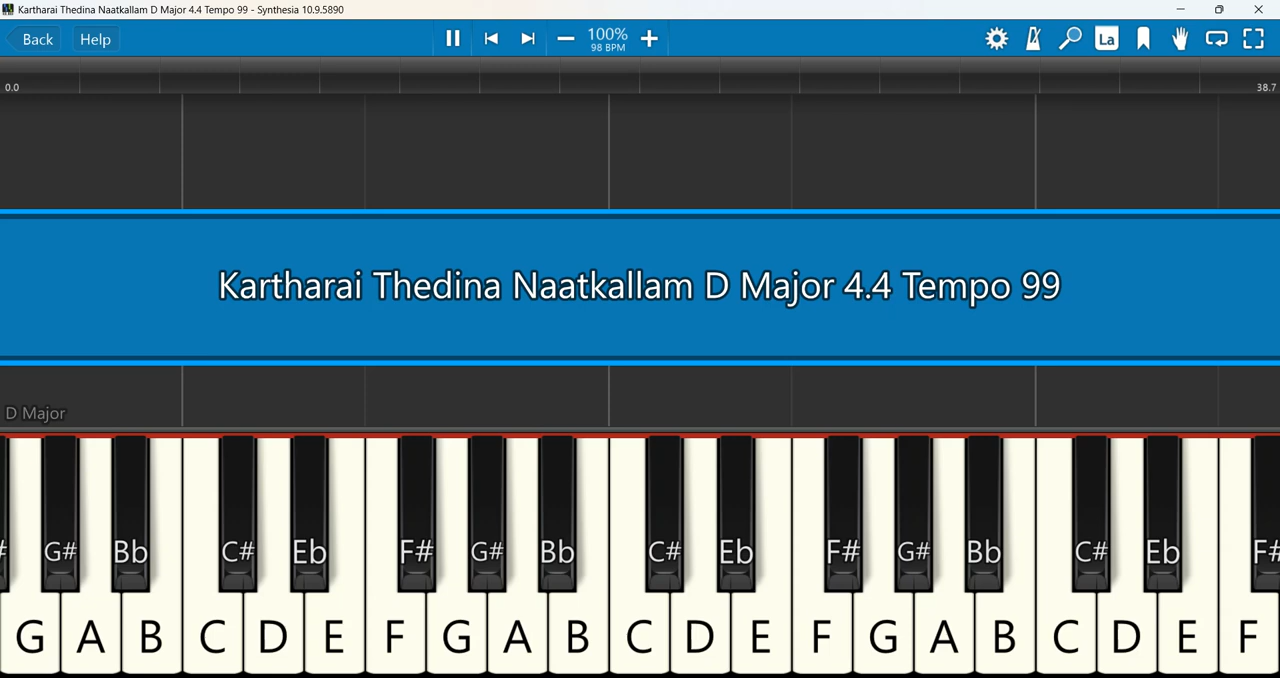 Kartharai Thedina Naatkallam D Major 4.4 Tempo 99 - Synthesia 10.9.5890
Back Help 100% La
98 BPM
0.0 38.7
Kartharai Thedina Naatkallam D Major 4.4 Tempo 99
D Major
G# Bb C# Eb F# G# Bb C# Eb F# G# Bb C# Eb F#
G A B C D E F G A B C D E F G A B C D E F